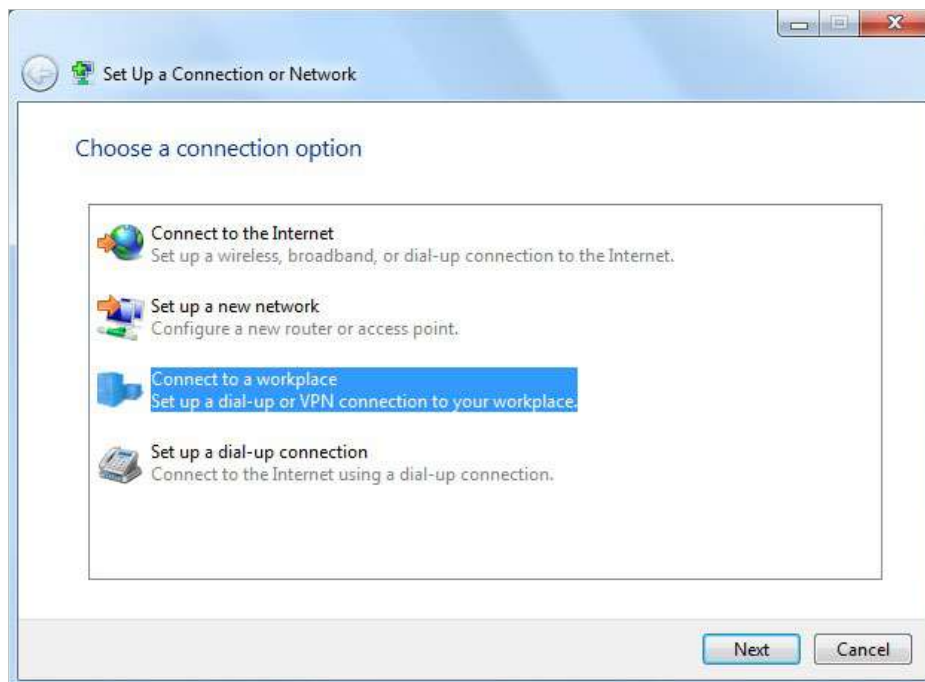 Set Up a Connection or Network
Choose a connection option
Connect to the Internet
Set up a wireless, broadband, or dial-up connection to the Internet.
Set up a new network
Configure a new router or access point.
Connect to a workplace
Set up a dial-up or VPN connection to your workplace.
Set up a dial-up connection
Connect to the Internet using a dial-up connection.
Next Cancel